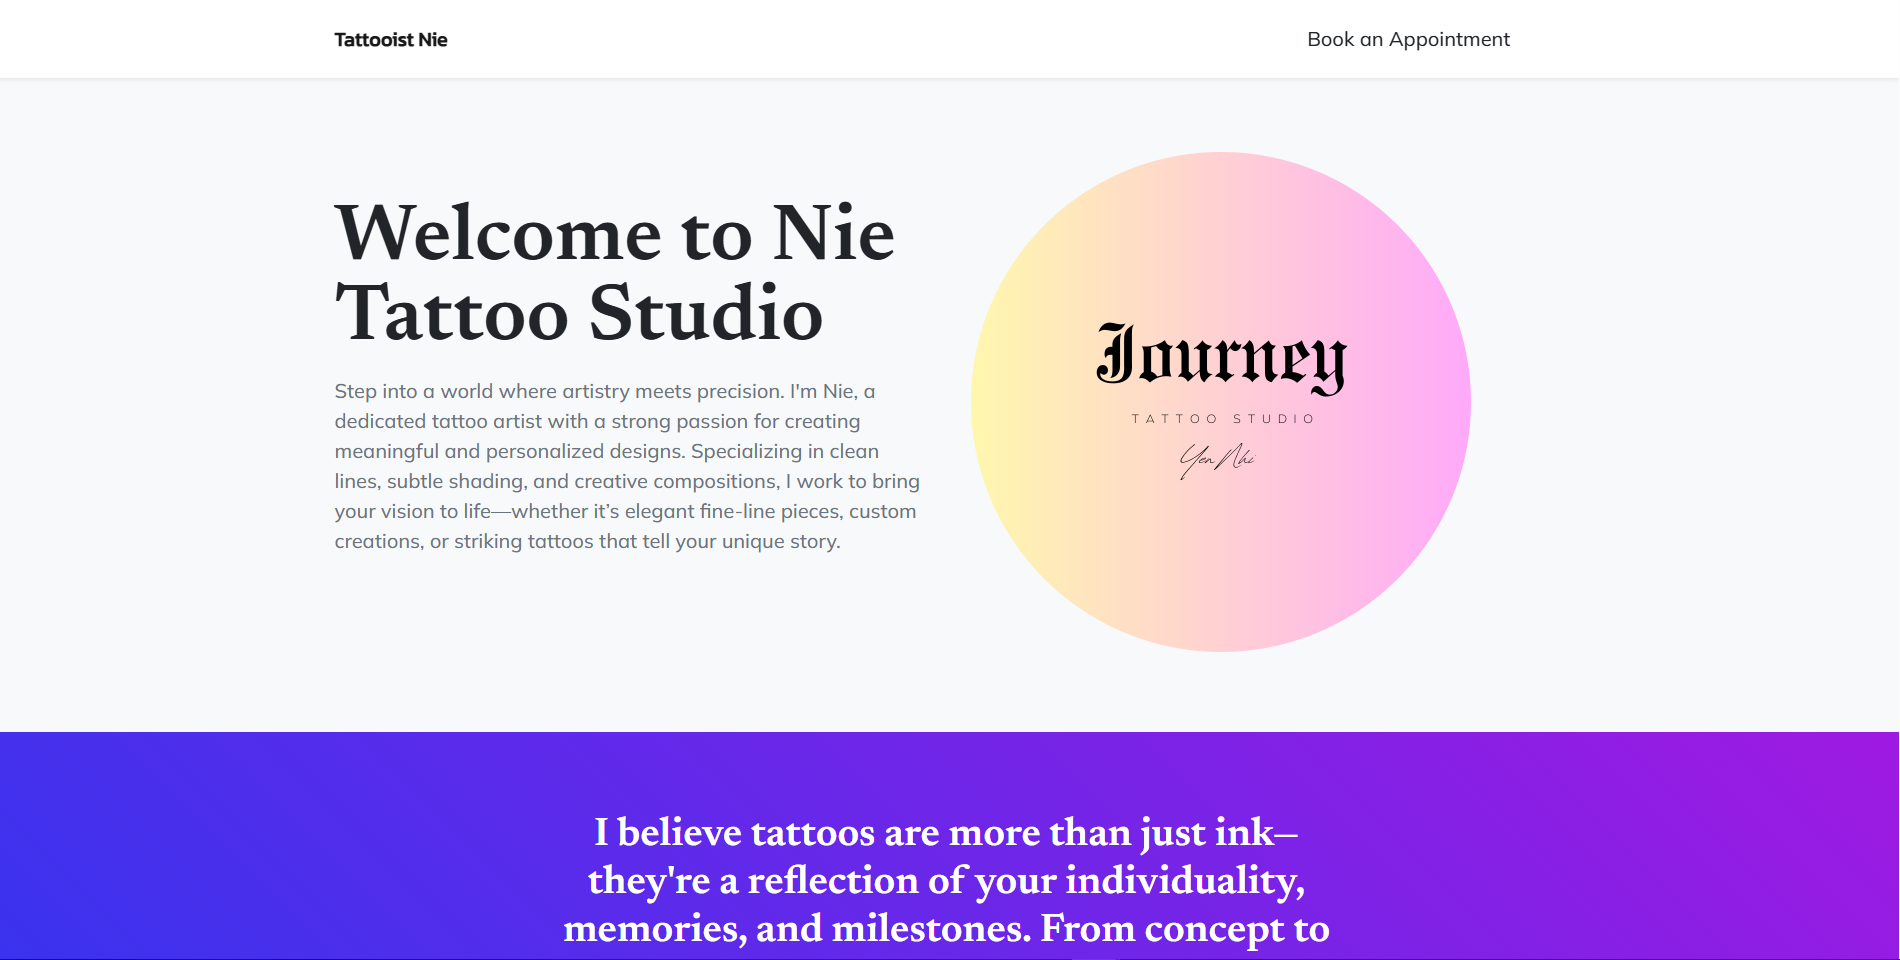 Tattooist Nie
Book an Appointment
Welcome to Nie
Tattoo Studio
Step into a world where artistry meets precision. I'm Nie, a
dedicated tattoo artist with a strong passion for creating
meaningful and personalized designs. Specializing in clean
lines, subtle shading, and creative compositions, I work to bring
your vision to life—whether it’s elegant fine-line pieces, custom
creations, or striking tattoos that tell your unique story.
Journey
TATTOO STUDIO
Yen Nhi
I believe tattoos are more than just ink—
they're a reflection of your individuality,
memories, and milestones. From concept to